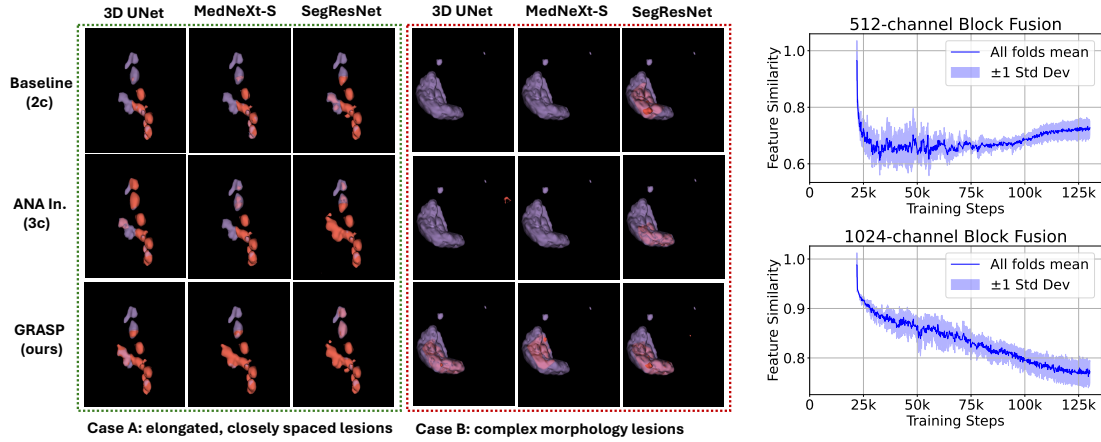 3D UNet MedNeXt-S SegResNet 3D UNet MedNeXt-S SegResNet
Baseline
(2c)
ANA In.
(3c)
GRASP
(ours)
Case A: elongated, closely spaced lesions
Case B: complex morphology lesions
512-channel Block Fusion
Feature Similarity
1.0
0.8
0.6
All folds mean
±1 Std Dev
0 25k 50k 75k 100k 125k
Training Steps
1024-channel Block Fusion
Feature Similarity
1.0
0.9
0.8
All folds mean
±1 Std Dev
0 25k 50k 75k 100k 125k
Training Steps